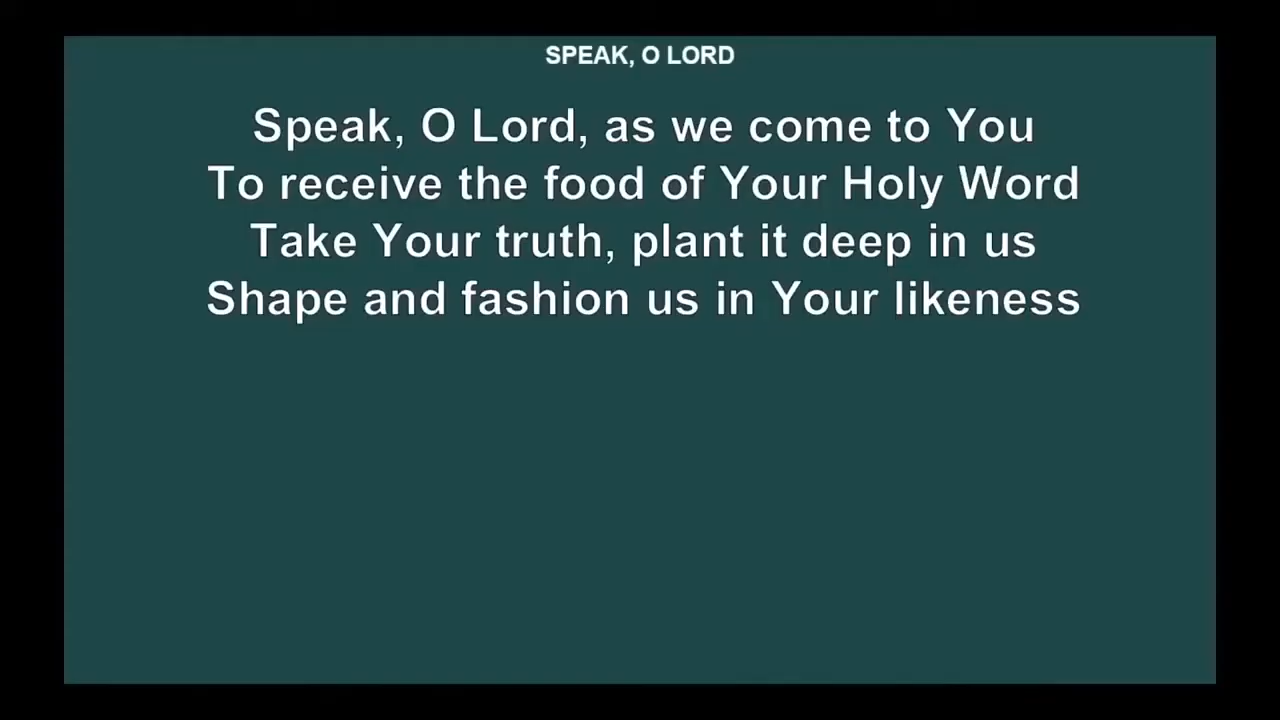 SPEAK, O LORD
Speak, O Lord, as we come to You
To receive the food of Your Holy Word
Take Your truth, plant it deep in us
Shape and fashion us in Your likeness